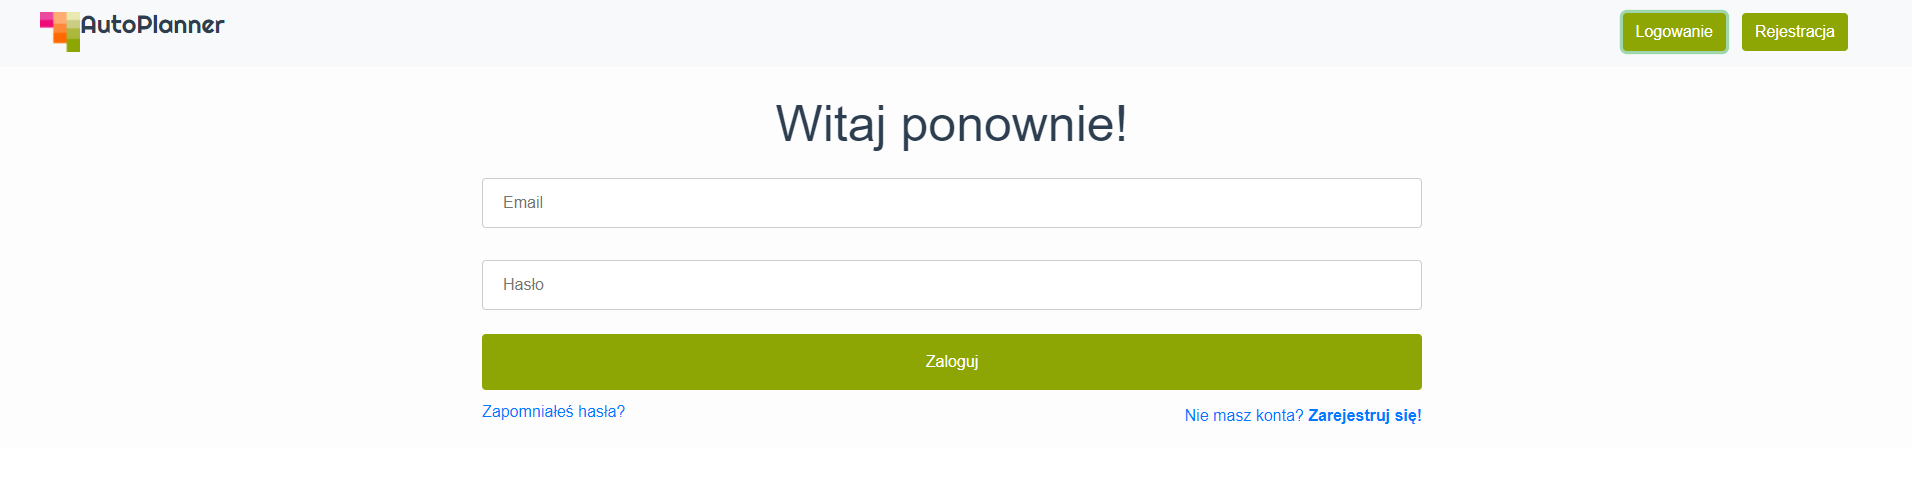 AutoPlanner
Logowanie
Rejestracja
Witaj ponownie!
Email
Hasło
Zaloguj
Zapomniałeś hasła?
Nie masz konta? Zarejestruj się!